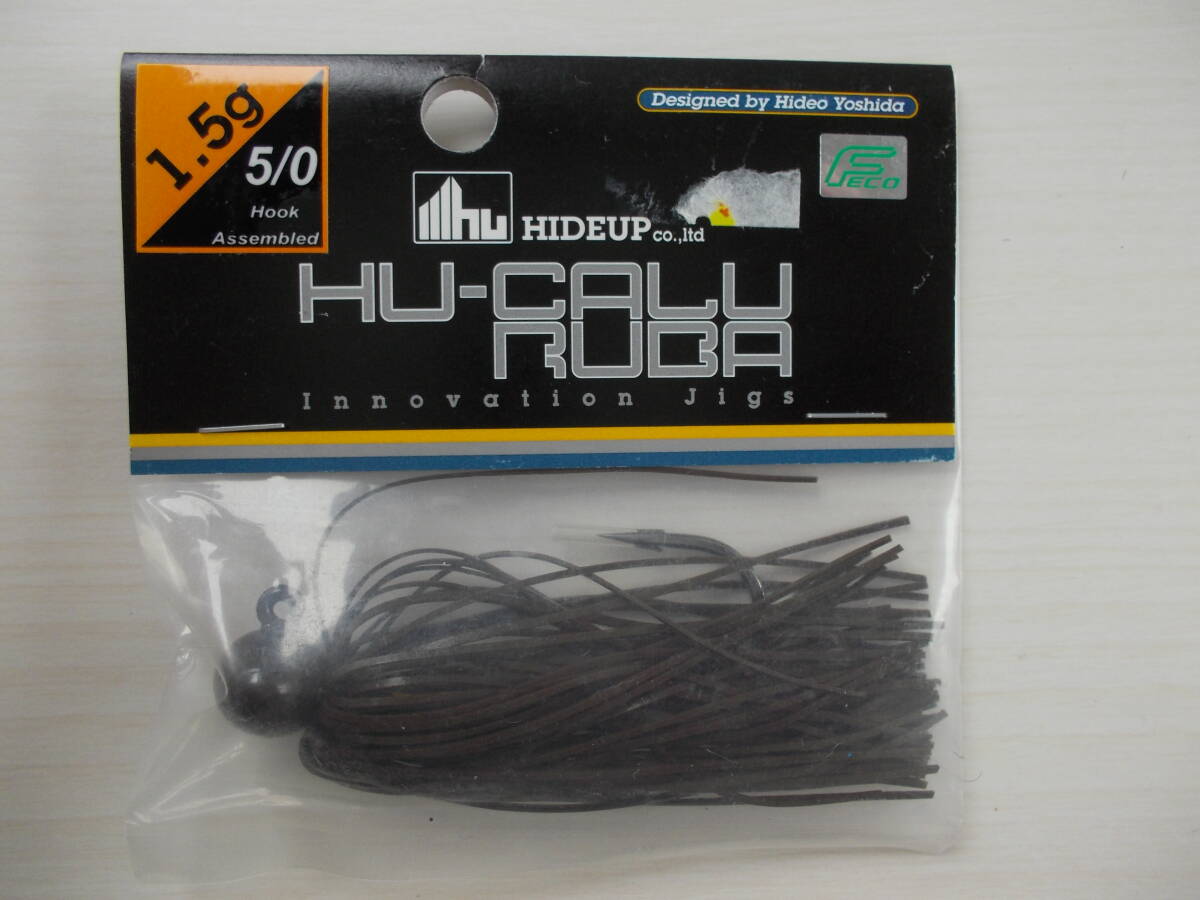 1.5g
5/0
Hook
Assembled
Designed by Hideo Yoshida
FECO
hu HIDEUP co.,ltd
HU-CALU
RUBA
Innovation Jigs